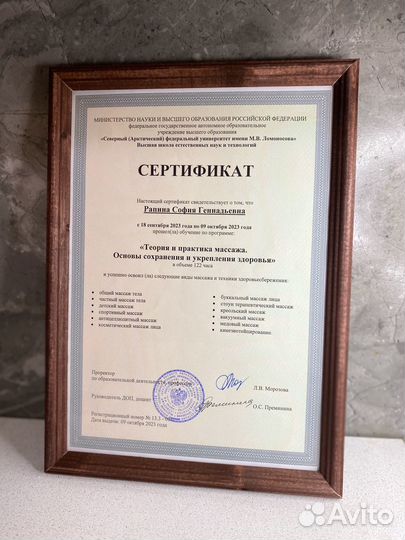 МИНИСТЕРСТВО НАУКИ И ВЫСШЕГО ОБРАЗОВАНИЯ РОССИЙСКОЙ ФЕДЕРАЦИИ
федеральное государственное автономное образовательное
учреждение высшего образования
«Северный (Арктический) федеральный университет имени М.В. Ломоносова»
Высшая школа естественных наук и технологий
СЕРТИФИКАТ
Настоящий сертификат свидетельствует о том, что
Рапина София Геннадьевна
с 18 сентября 2023 года по 09 октября 2023 года
прошел(ла) обучение по программе:
«Теория и практика массажа.
Основы сохранения и укрепления здоровья»
в объеме 122 часа
и успешно освоил (ла) следующие виды массажа и техники здоровьесбережения:
• общий массаж тела
• частный массаж тела
• детский массаж
• спортивный массаж
• антицеллюлитный массаж
• косметический массаж лица
• буккальный массаж лица
• стоун терапевтический массаж
• креольский массаж
• вакуумный массаж
• медовый массаж
• кинезиотейпирование
Проректор
по образовательной деятельности, профессор
Л.В. Морозова
Руководитель ДОП, доцент
О.С. Преминина
Регистрационный № 13.3 -
Дата выдачи: 09 октября 2023 года
Avito